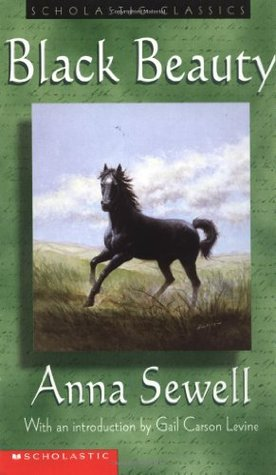 SCHOLASTIC CLASSICS
Black Beauty
Anna Sewell
With an introduction by Gail Carson Levine
SCHOLASTIC